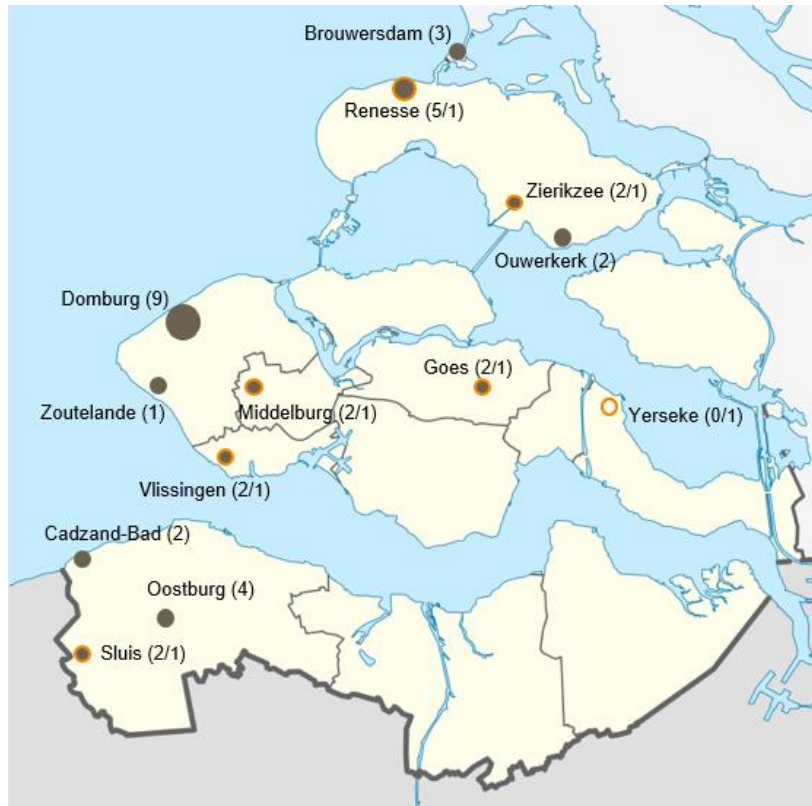 Brouwersdam (3)
Renesse (5/1)
Zierikzee (2/1)
Ouwerkerk (2)
Domburg (9)
Goes (2/1)
Zoutelande (1)
Middelburg (2/1)
Yerseke (0/1)
Vlissingen (2/1)
Cadzand-Bad (2)
Oostburg (4)
Sluis (2/1)